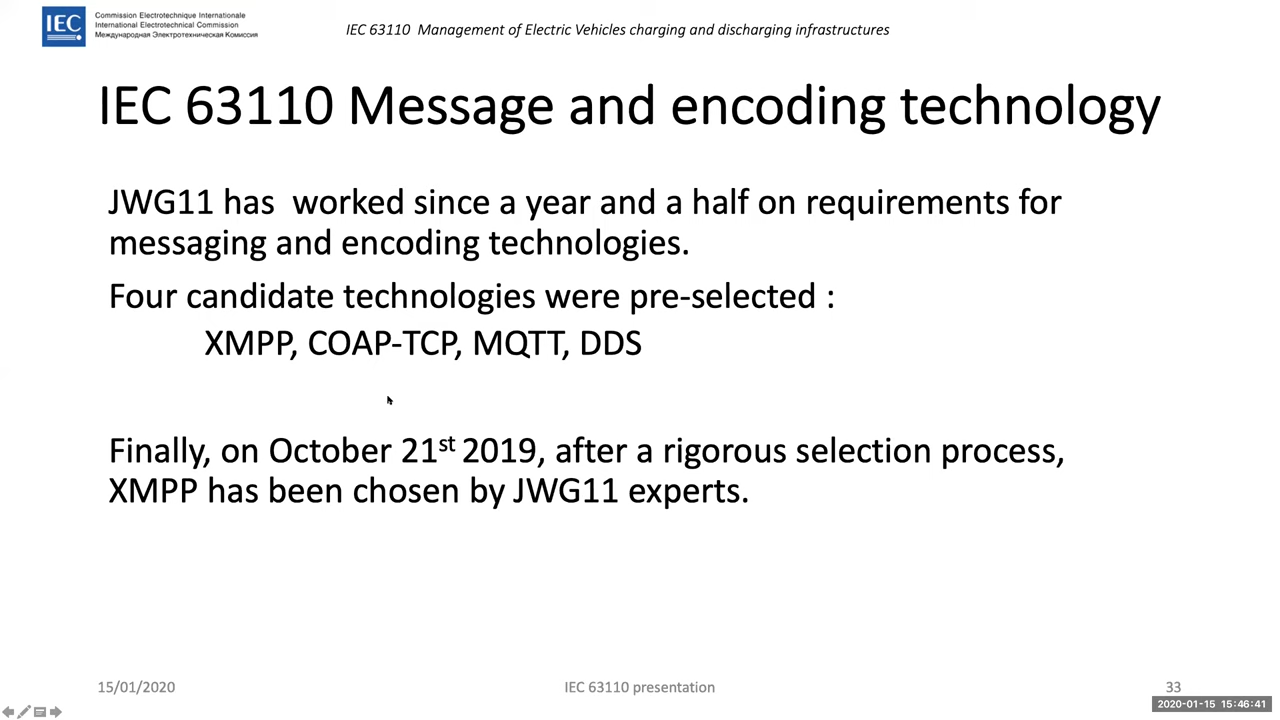 IEC
Commission Electrotechnique Internationale
International Electrotechnical Commission
Международная Электротехническая Комиссия
IEC 63110 Management of Electric Vehicles charging and discharging infrastructures
IEC 63110 Message and encoding technology
JWG11 has worked since a year and a half on requirements for
messaging and encoding technologies.
Four candidate technologies were pre-selected :
XMPP, COAP-TCP, MQTT, DDS
Finally, on October 21st 2019, after a rigorous selection process,
XMPP has been chosen by JWG11 experts.
15/01/2020
IEC 63110 presentation
33
2020-01-15 15:46:41